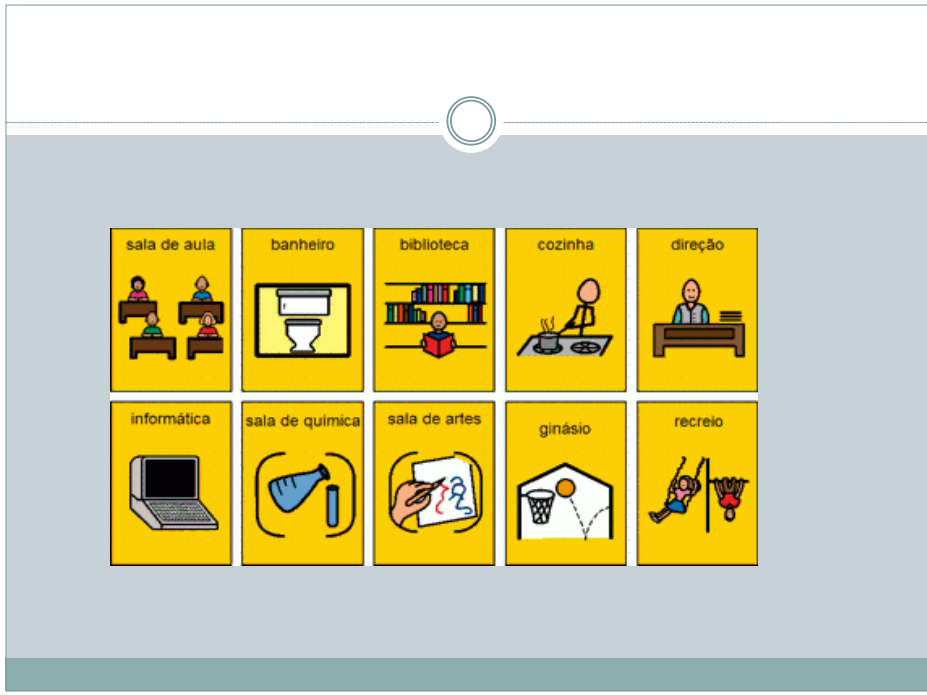 sala de aula
banheiro
biblioteca
cozinha
direção
informática
sala de química
sala de artes
ginásio
recreio